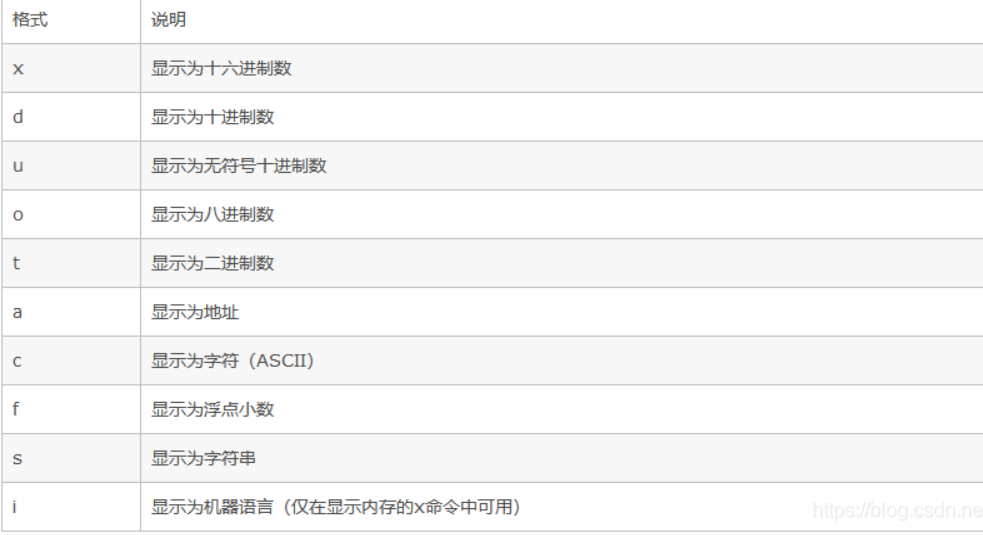 格式 说明
x 显示为十六进制数
d 显示为十进制数
u 显示为无符号十进制数
o 显示为八进制数
t 显示为二进制数
a 显示为地址
c 显示为字符（ASCII）
f 显示为浮点小数
s 显示为字符串
i 显示为机器语言（仅在显示内存的x命令中可用）
https://blog.csdn.ne